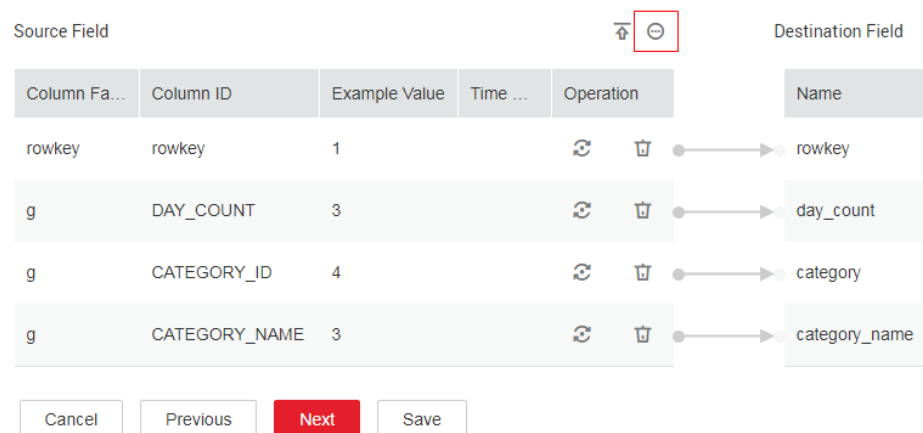 Source Field Destination Field
Column Fa... Column ID Example Value Time ... Operation Name
rowkey rowkey 1 rowkey
g DAY_COUNT 3 day_count
g CATEGORY_ID 4 category
g CATEGORY_NAME 3 category_name
Cancel Previous Next Save